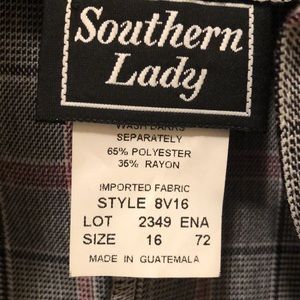 Southern
Lady
WASH DARKS
SEPARATELY
65% POLYESTER
35% RAYON
IMPORTED FABRIC
STYLE 8V16
LOT 2349 ENA
SIZE 16 72
MADE IN GUATEMALA